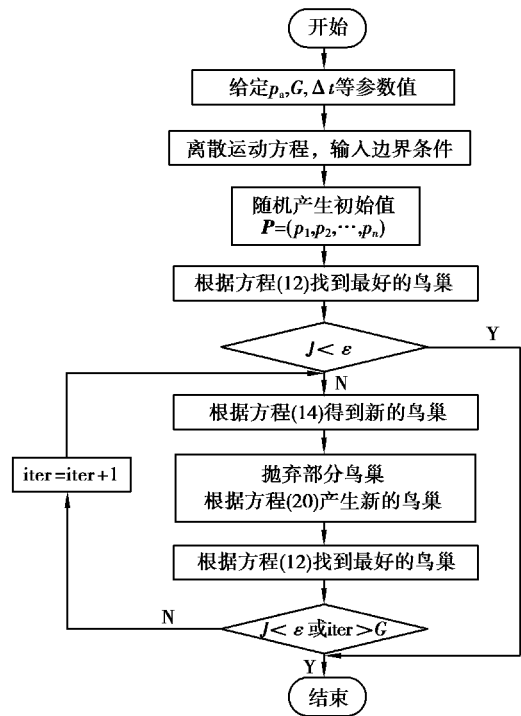 开始
给定pa,G,Δt等参数值
离散运动方程，输入边界条件
随机产生初始值
P=(p1,p2,…,pn)
根据方程(12)找到最好的鸟巢
J<ε
Y
N
根据方程(14)得到新的鸟巢
iter=iter+1
抛弃部分鸟巢
根据方程(20)产生新的鸟巢
根据方程(12)找到最好的鸟巢
N
J<ε或iter>G
Y
结束